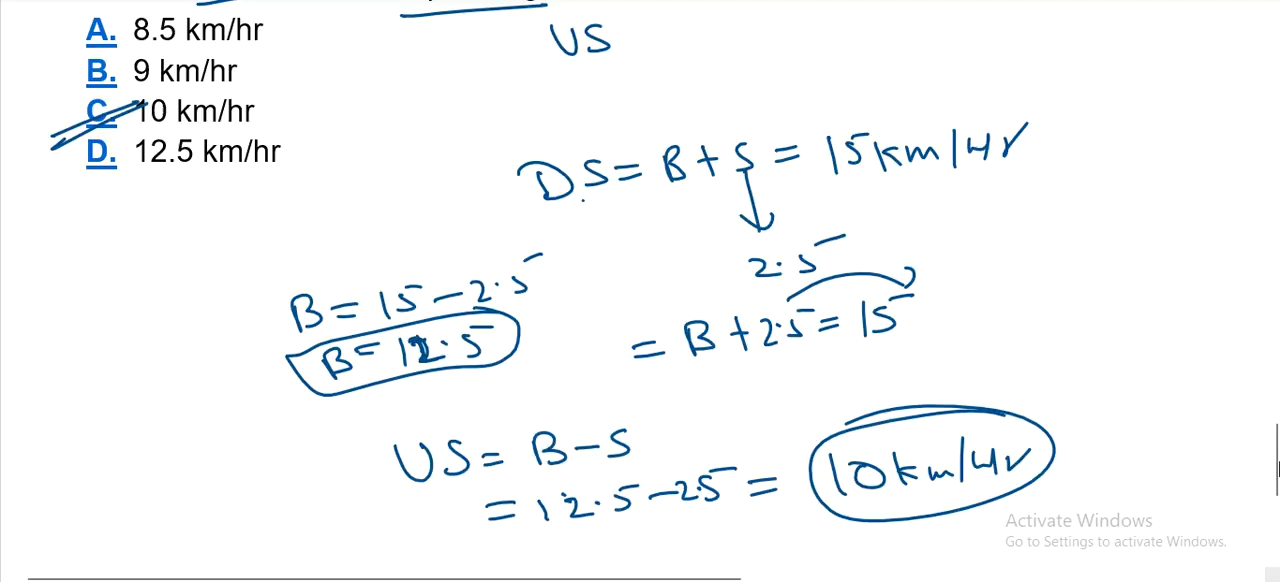 A. 8.5 km/hr
US
B. 9 km/hr
C. 10 km/hr
D. 12.5 km/hr
DS = B + S = 15 km/Hr
2.5
B = 15 - 2.5
= B + 2.5 = 15
B = 12.5
US = B - S
= 12.5 - 2.5 = 10 km/Hr
Activate Windows
Go to Settings to activate Windows.